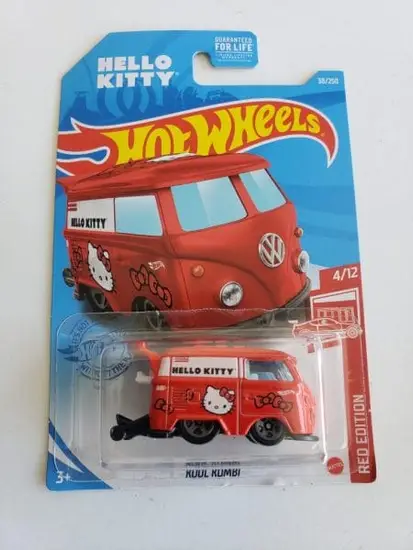 HELLO
KITTY
GUARANTEED
FOR LIFE
38/250
Hot Wheels
HELLO KITTY
4/12
HELLO KITTY
KOOL KOMBI
3+
MATTEL
RED EDITION